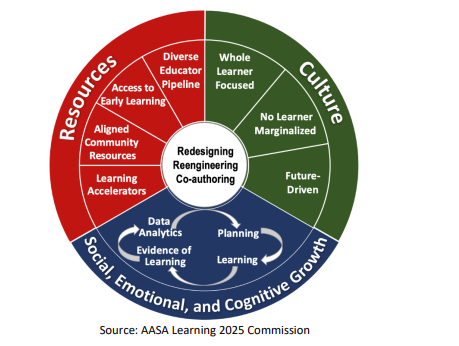 Resources
Diverse
Educator
Pipeline
Access to
Early Learning
Aligned
Community
Resources
Learning
Accelerators
Culture
Whole
Learner
Focused
No Learner
Marginalized
Future-
Driven
Redesigning
Reengineering
Co-authoring
Data
Analytics
Planning
Evidence of
Learning
Learning
Social, Emotional, and Cognitive Growth
Source: AASA Learning 2025 Commission